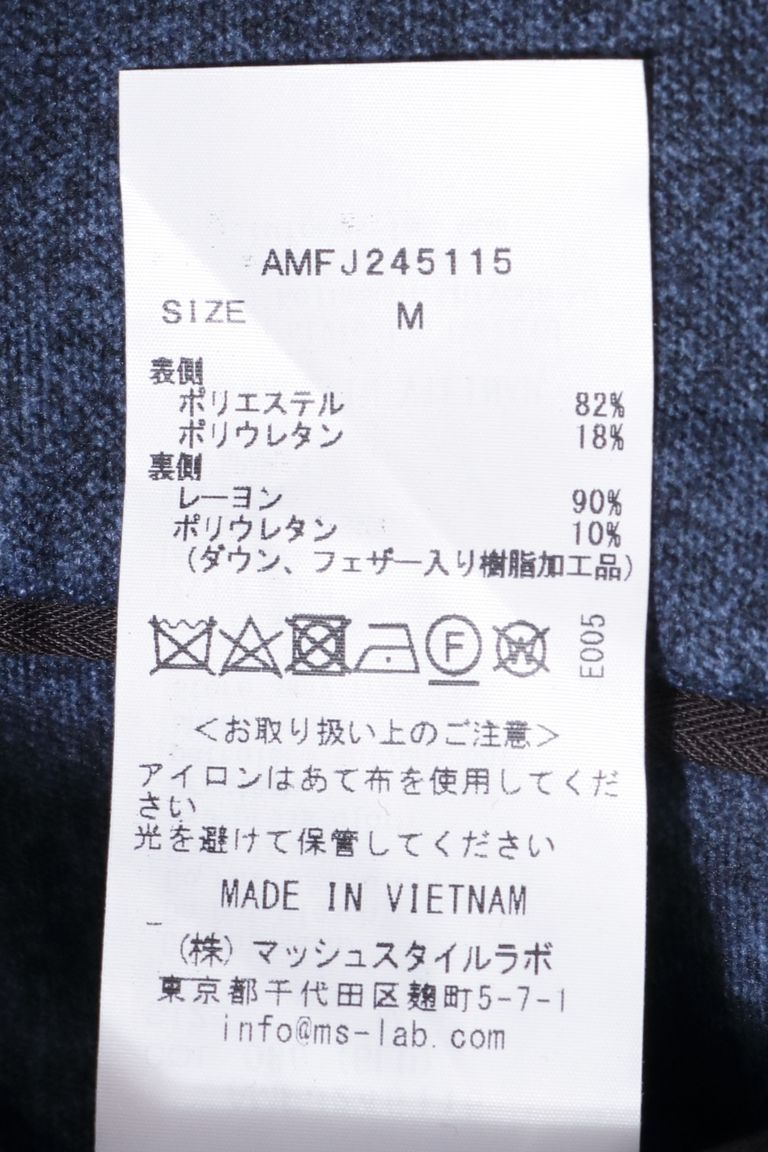 AMFJ245115
SIZE M
表側
ポリエステル 82%
ポリウレタン 18%
裏側
レーヨン 90%
ポリウレタン 10%
(ダウン、フェザー入り樹脂加工品)
F W E005
<お取り扱い上のご注意>
アイロンはあて布を使用してくだ
さい
光を避けて保管してください
MADE IN VIETNAM
(株)マッシュスタイルラボ
東京都千代田区麹町5-7-1
info@ms-lab.com